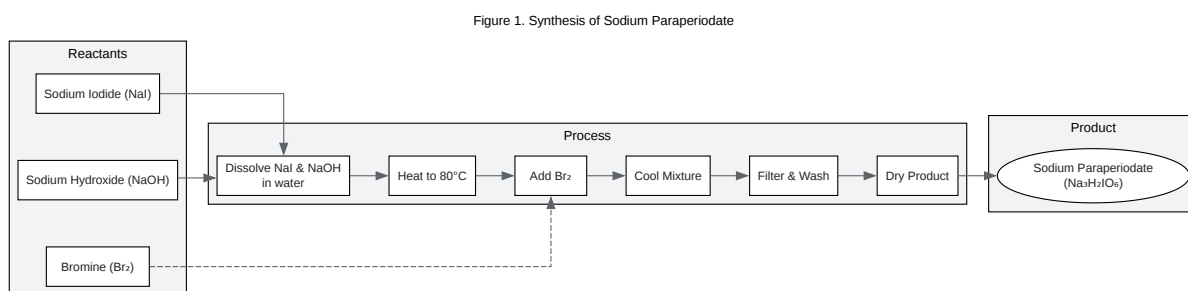 Figure 1. Synthesis of Sodium Paraperiodate
Reactants
Sodium Iodide (NaI)
Sodium Hydroxide (NaOH)
Bromine (Br₂)
Process
Dissolve NaI & NaOH
in water
Heat to 80°C
Add Br₂
Cool Mixture
Filter & Wash
Dry Product
Product
Sodium Paraperiodate
(Na₃H₂IO₆)